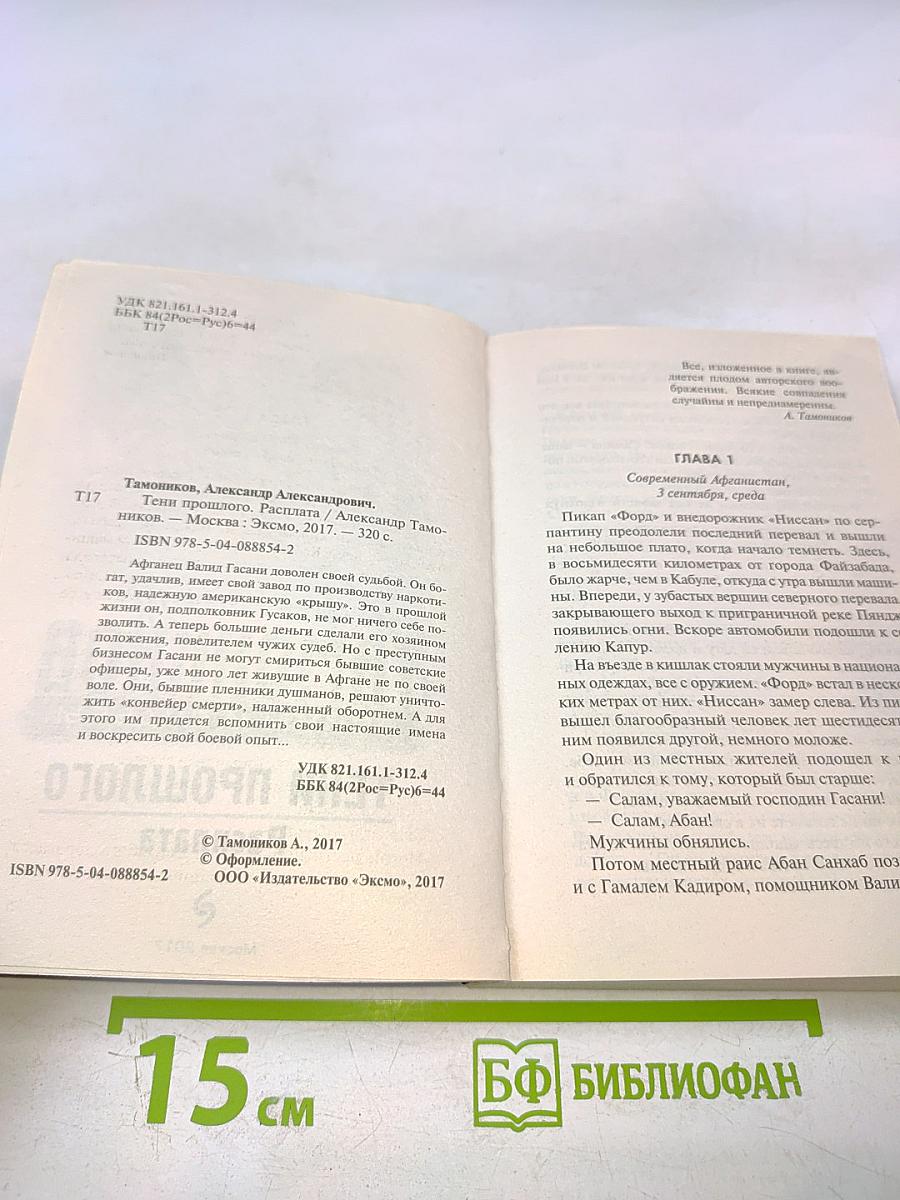 УДК 821.161.1-312.4
ББК 84(2Рос=Рус)6=44
Т17
Тамоников, Александр Александрович.
Т17 Тени прошлого. Расплата / Александр Тамо-
ников. — Москва : Эксмо, 2017. — 320 с.
ISBN 978-5-04-088854-2
Афганец Валид Гасани доволен своей судьбой. Он бо-
гат, удачлив, имеет свой завод по производству наркоти-
ков, надежную американскую «крышу». Это в прошлой
жизни он, подполковник Гусаков, не мог ничего себе по-
зволить. А теперь большие деньги сделали его хозяином
положения, повелителем чужих судеб. Но с преступным
бизнесом Гасани не могут смириться бывшие советские
офицеры, уже много лет живущие в Афгане не по своей
воле. Они, бывшие пленники душманов, решают уничто-
жить «конвейер смерти», налаженный оборотнем. А для
этого им придется вспомнить свои настоящие имена
и воскресить свой боевой опыт...
УДК 821.161.1-312.4
ББК 84(2Рос=Рус)6=44
© Тамоников А., 2017
© Оформление.
ISBN 978-5-04-088854-2 ООО «Издательство «Эксмо», 2017
Все, изложенное в книге, яв-
ляется плодом авторского воо-
бражения. Всякие совпадения
случайны и непреднамеренны.
А. Тамоников
ГЛАВА 1
Современный Афганистан,
3 сентября, среда
Пикап «Форд» и внедорожник «Ниссан» по сер-
пантину преодолели последний перевал и вышли
на небольшое плато, когда начало темнеть. Здесь,
в восьмидесяти километрах от города Файзабада,
было жарче, чем в Кабуле, откуда с утра вышли маши-
ны. Впереди, у зубастых вершин северного перевала,
закрывающего выход к приграничной реке Пяндж
появились огни. Вскоре автомобили подошли к се
лению Капур.
На въезде в кишлак стояли мужчины в национа
ных одеждах, все с оружием. «Форд» встал в неск
ких метрах от них. «Ниссан» замер слева. Из пи
вышел благообразный человек лет шестидеся
ним появился другой, немного моложе.
Один из местных жителей подошел к
и обратился к тому, который был старше:
— Салам, уважаемый господин Гасани!
— Салам, Абан!
Мужчины обнялись.
Потом местный раис Абан Санхаб поз
и с Гамалем Кадиром, помощником Вали
15 см
БФ БИБЛИОФАН